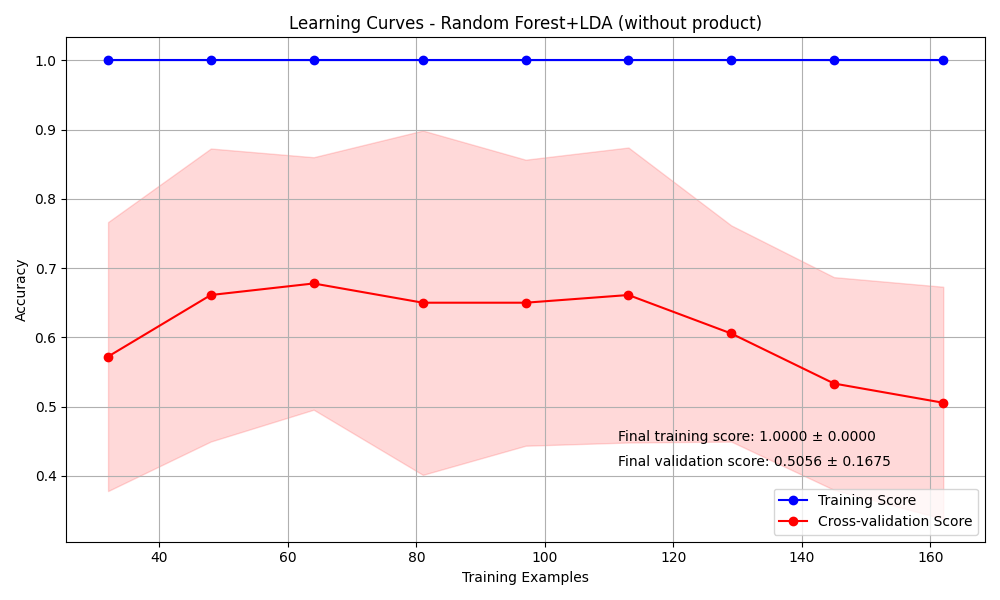 Learning Curves - Random Forest+LDA (without product)
Accuracy
1.0
0.9
0.8
0.7
0.6
0.5
0.4
Final training score: 1.0000 ± 0.0000
Final validation score: 0.5056 ± 0.1675
Training Score
Cross-validation Score
40 60 80 100 120 140 160
Training Examples